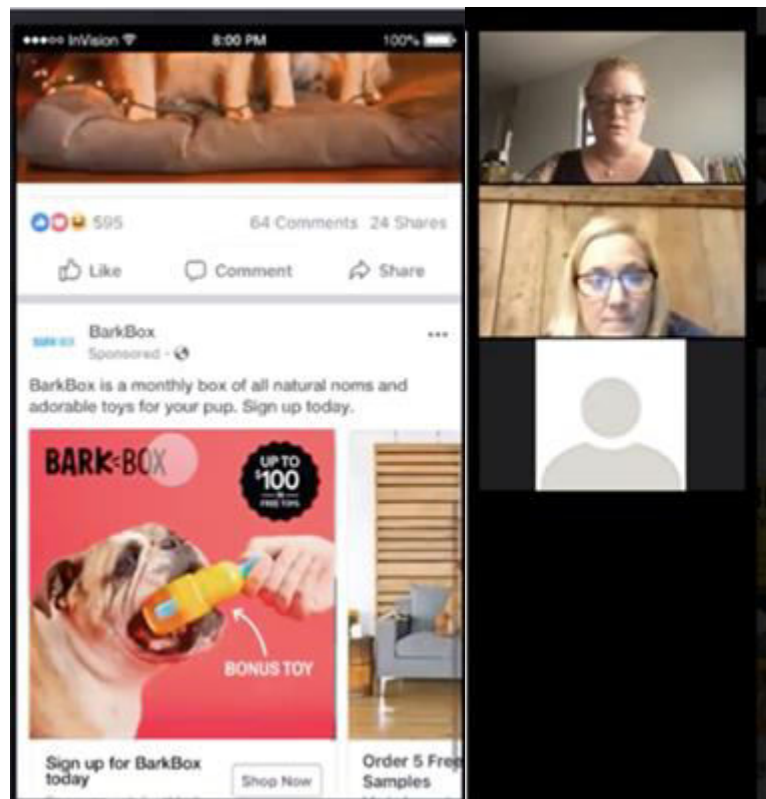 InVision 8:00 PM 100%
595 64 Comments 24 Shares
Like Comment Share
BarkBox
Sponsored
BarkBox is a monthly box of all natural noms and
adorable toys for your pup. Sign up today.
BARK BOX
UP TO
$100
IN
FREE TOYS
BONUS TOY
Sign up for BarkBox
today
Shop Now
Order 5 Free
Samples